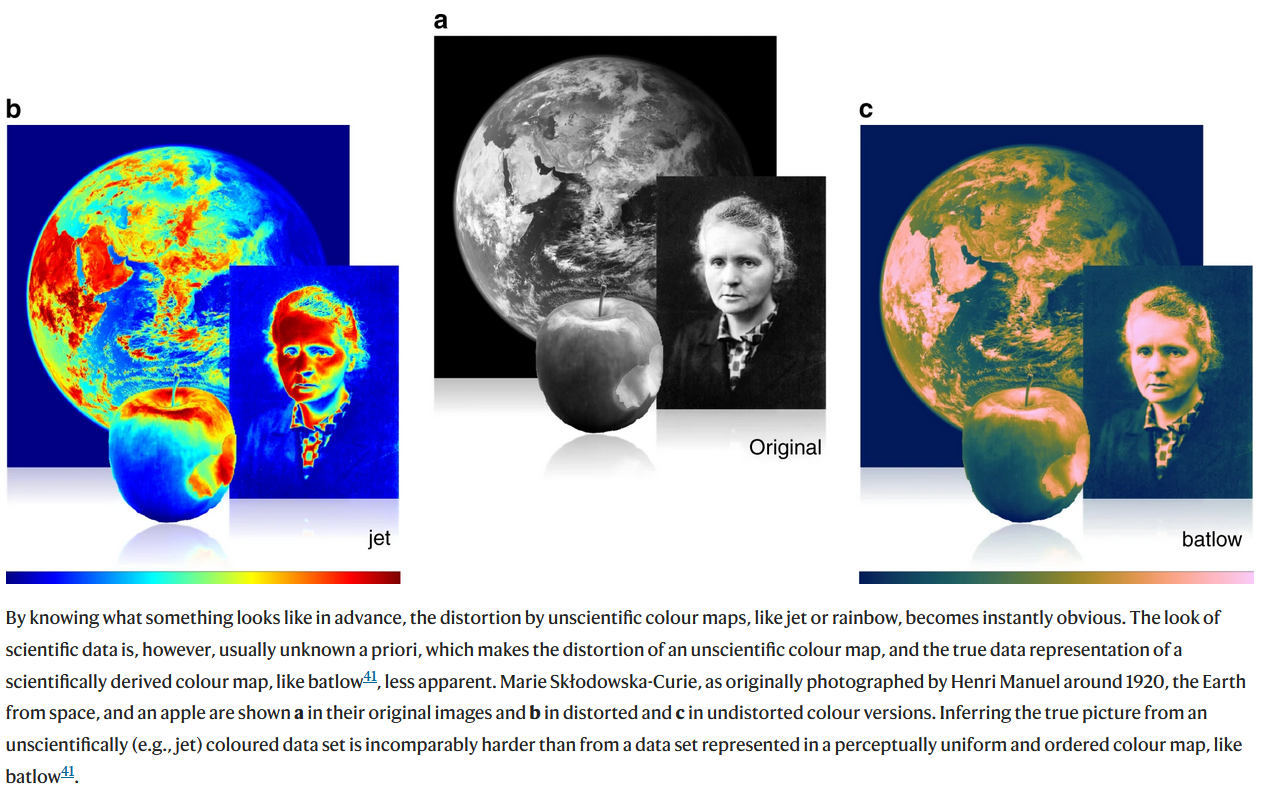 a
b
c
Original
jet
batlow
By knowing what something looks like in advance, the distortion by unscientific colour maps, like jet or rainbow, becomes instantly obvious. The look of
scientific data is, however, usually unknown a priori, which makes the distortion of an unscientific colour map, and the true data representation of a
scientifically derived colour map, like batlow41, less apparent. Marie Skłodowska-Curie, as originally photographed by Henri Manuel around 1920, the Earth
from space, and an apple are shown a in their original images and b in distorted and c in undistorted colour versions. Inferring the true picture from an
unscientifically (e.g., jet) coloured data set is incomparably harder than from a data set represented in a perceptually uniform and ordered colour map, like
batlow41.